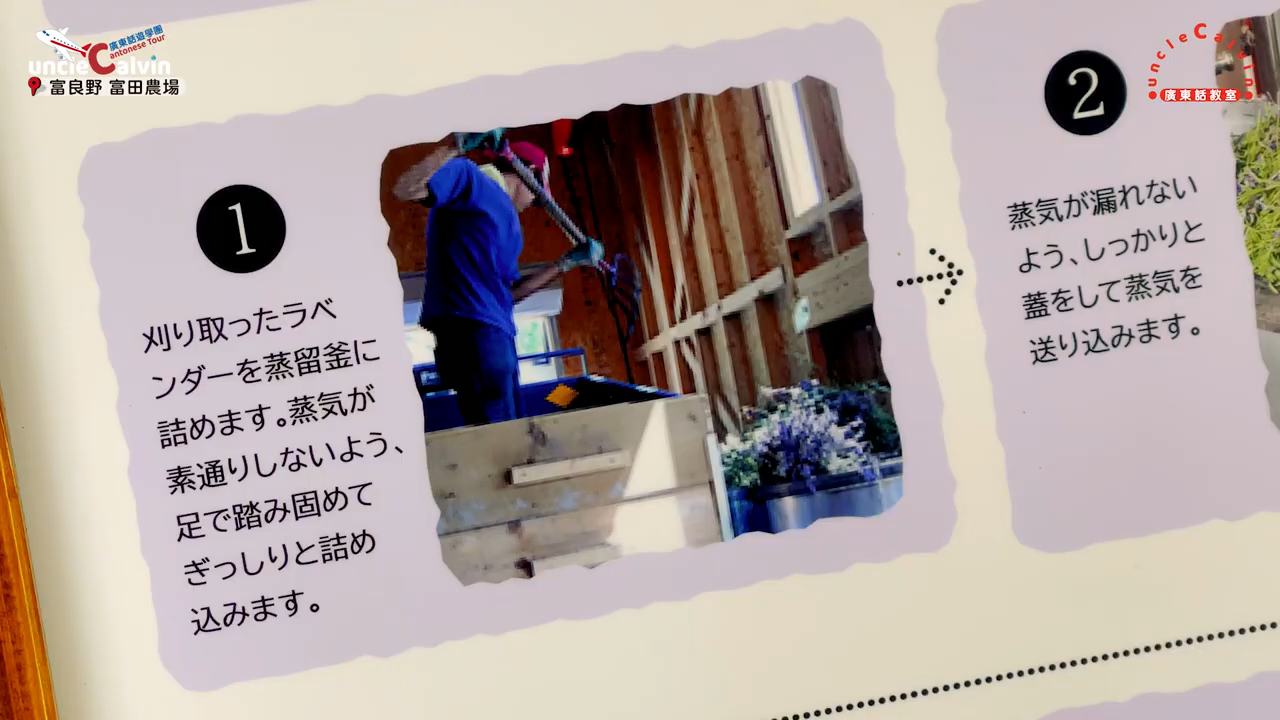 廣東話遊學團
Cantonese Tour
uncle Calvin
富良野 富田農場
uncle Calvin
廣東話教室
1
刈り取ったラベ
ンダーを蒸留釜に
詰めます。蒸気が
素通りしないよう、
足で踏み固めて
ぎっしりと詰め
込みます。
2
蒸気が漏れない
よう、しっかりと
蓋をして蒸気を
送り込みます。